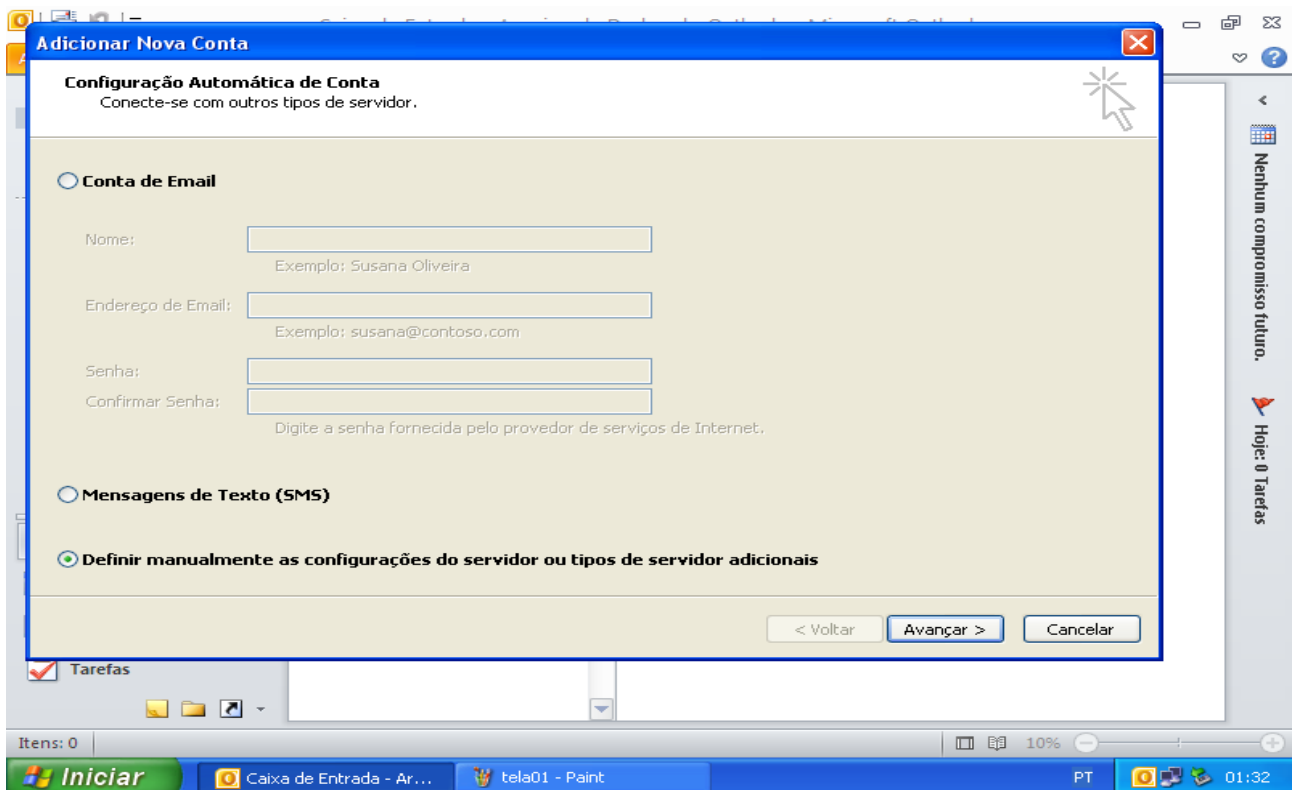 Adicionar Nova Conta
Configuração Automática de Conta
Conecte-se com outros tipos de servidor.
Conta de Email
Nome:
Exemplo: Susana Oliveira
Endereço de Email:
Exemplo: susana@contoso.com
Senha:
Confirmar Senha:
Digite a senha fornecida pelo provedor de serviços de Internet.
Mensagens de Texto (SMS)
Definir manualmente as configurações do servidor ou tipos de servidor adicionais
< Voltar
Avançar >
Cancelar
Nenhum compromisso futuro.
Hoje: 0 Tarefas
Tarefas
Itens: 0
10%
Iniciar
Caixa de Entrada - Ar...
tela01 - Paint
PT
01:32